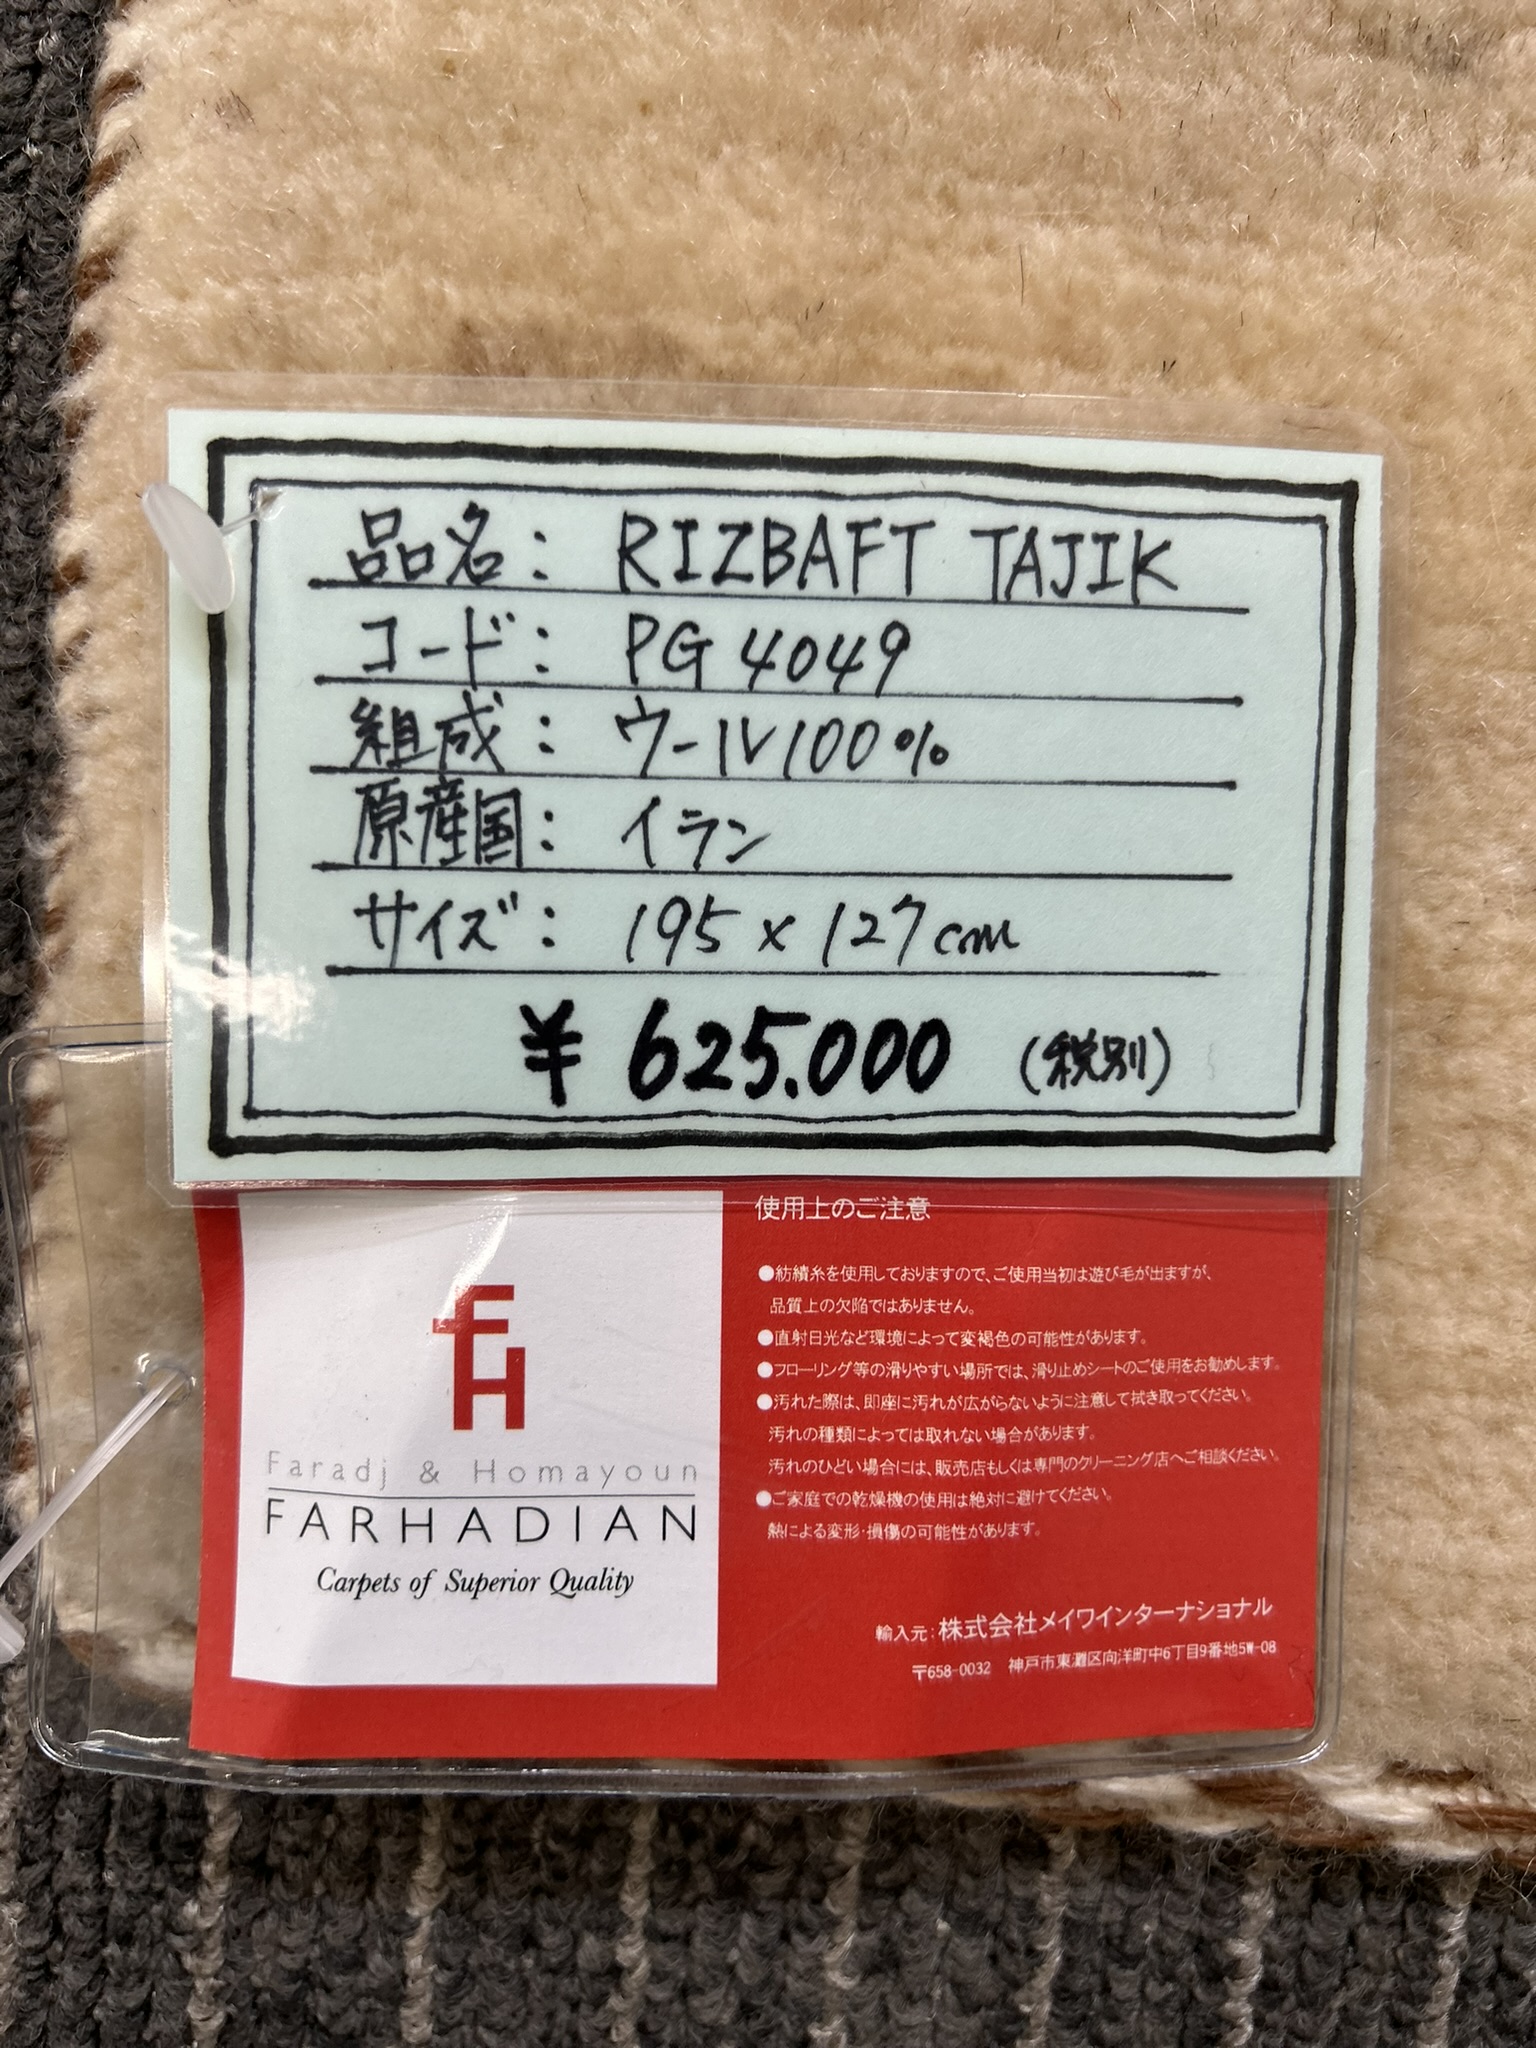 品名： RIZBAFT TAJIK
コード： PG 4049
組成： ウール100%
原産国： イラン
サイズ： 195 × 127cm
¥ 625.000 (税別)
FH
Faradj & Homayoun
FARHADIAN
Carpets of Superior Quality
使用上のご注意
●紡績糸を使用しておりますので、ご使用当初は遊び毛が出ますが、
品質上の欠陥ではありません。
●直射日光など環境によって変褪色の可能性があります。
●フローリング等の滑りやすい場所では、滑り止めシートのご使用をお勧めします。
●汚れた際は、即座に汚れが広がらないように注意して拭き取ってください。
汚れの種類によっては取れない場合があります。
汚れのひどい場合には、販売店もしくは専門のクリーニング店へご相談ください。
●ご家庭での乾燥機の使用は絶対に避けてください。
熱による変形・損傷の可能性があります。
輸入元：株式会社メイワインターナショナル
〒658-0032 神戸市東灘区向洋町中6丁目9番地5W-08